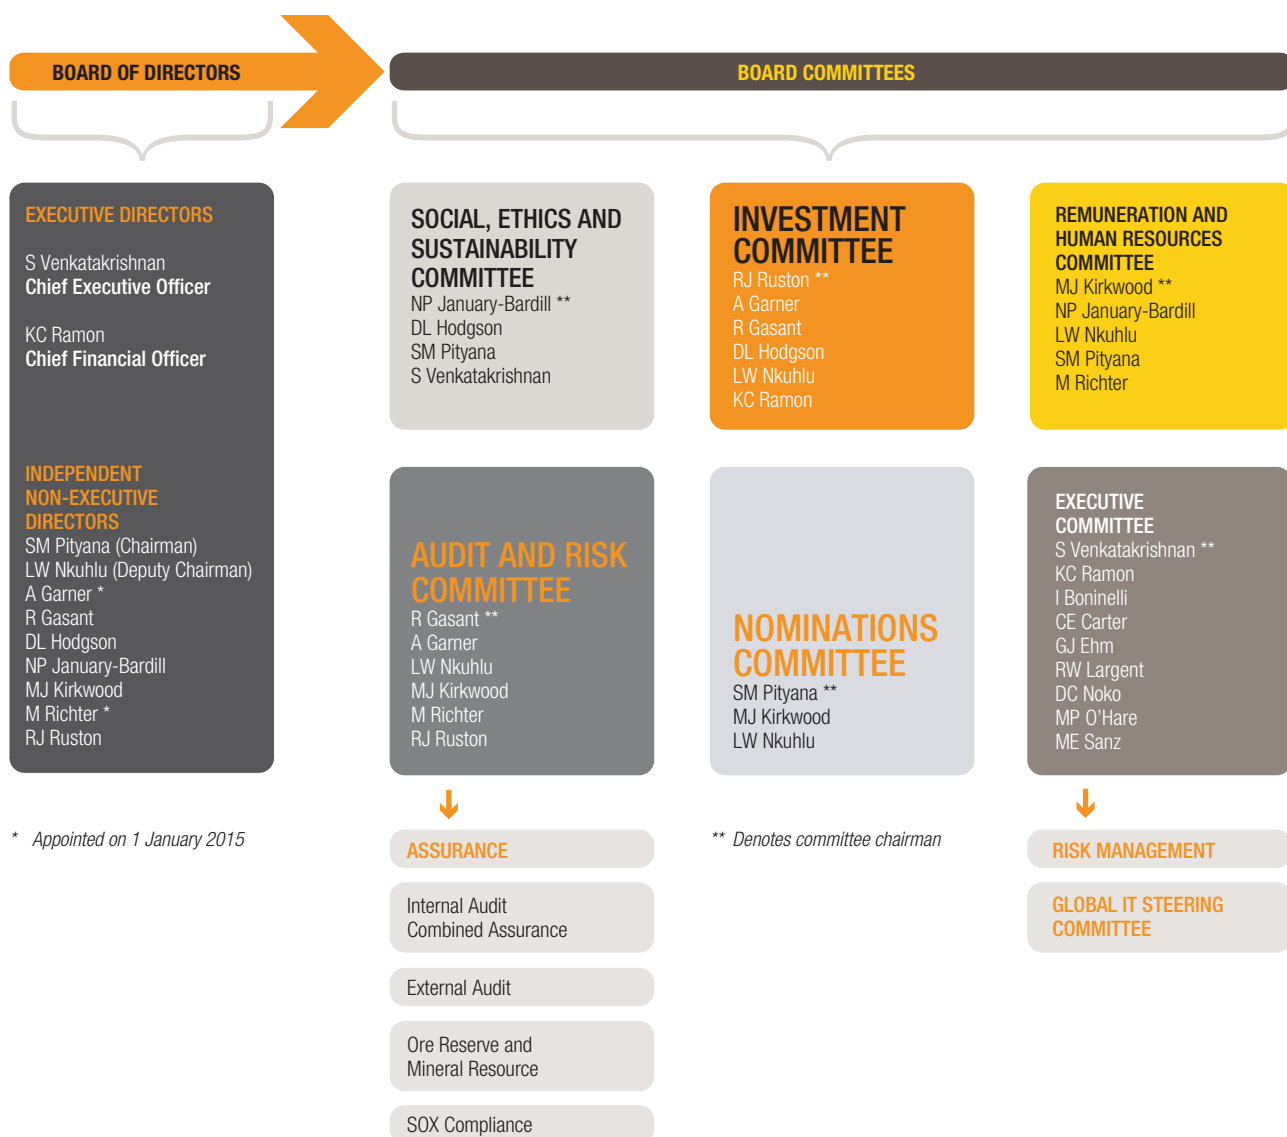 BOARD OF DIRECTORS
BOARD COMMITTEES
EXECUTIVE DIRECTORS
S Venkatakrishnan
Chief Executive Officer
KC Ramon
Chief Financial Officer
INDEPENDENT
NON-EXECUTIVE
DIRECTORS
SM Pityana (Chairman)
LW Nkuhlu (Deputy Chairman)
A Garner *
R Gasant
DL Hodgson
NP January-Bardill
MJ Kirkwood
M Richter *
RJ Ruston
* Appointed on 1 January 2015
SOCIAL, ETHICS AND
SUSTAINABILITY
COMMITTEE
NP January-Bardill **
DL Hodgson
SM Pityana
S Venkatakrishnan
INVESTMENT
COMMITTEE
RJ Ruston **
A Garner
R Gasant
DL Hodgson
LW Nkuhlu
KC Ramon
REMUNERATION AND
HUMAN RESOURCES
COMMITTEE
MJ Kirkwood **
NP January-Bardill
LW Nkuhlu
SM Pityana
M Richter
AUDIT AND RISK
COMMITTEE
R Gasant **
A Garner
LW Nkuhlu
MJ Kirkwood
M Richter
RJ Ruston
NOMINATIONS
COMMITTEE
SM Pityana **
MJ Kirkwood
LW Nkuhlu
EXECUTIVE
COMMITTEE
S Venkatakrishnan **
KC Ramon
I Boninelli
CE Carter
GJ Ehm
RW Largent
DC Noko
MP O'Hare
ME Sanz
ASSURANCE
Internal Audit
Combined Assurance
External Audit
Ore Reserve and
Mineral Resource
SOX Compliance
** Denotes committee chairman
RISK MANAGEMENT
GLOBAL IT STEERING
COMMITTEE